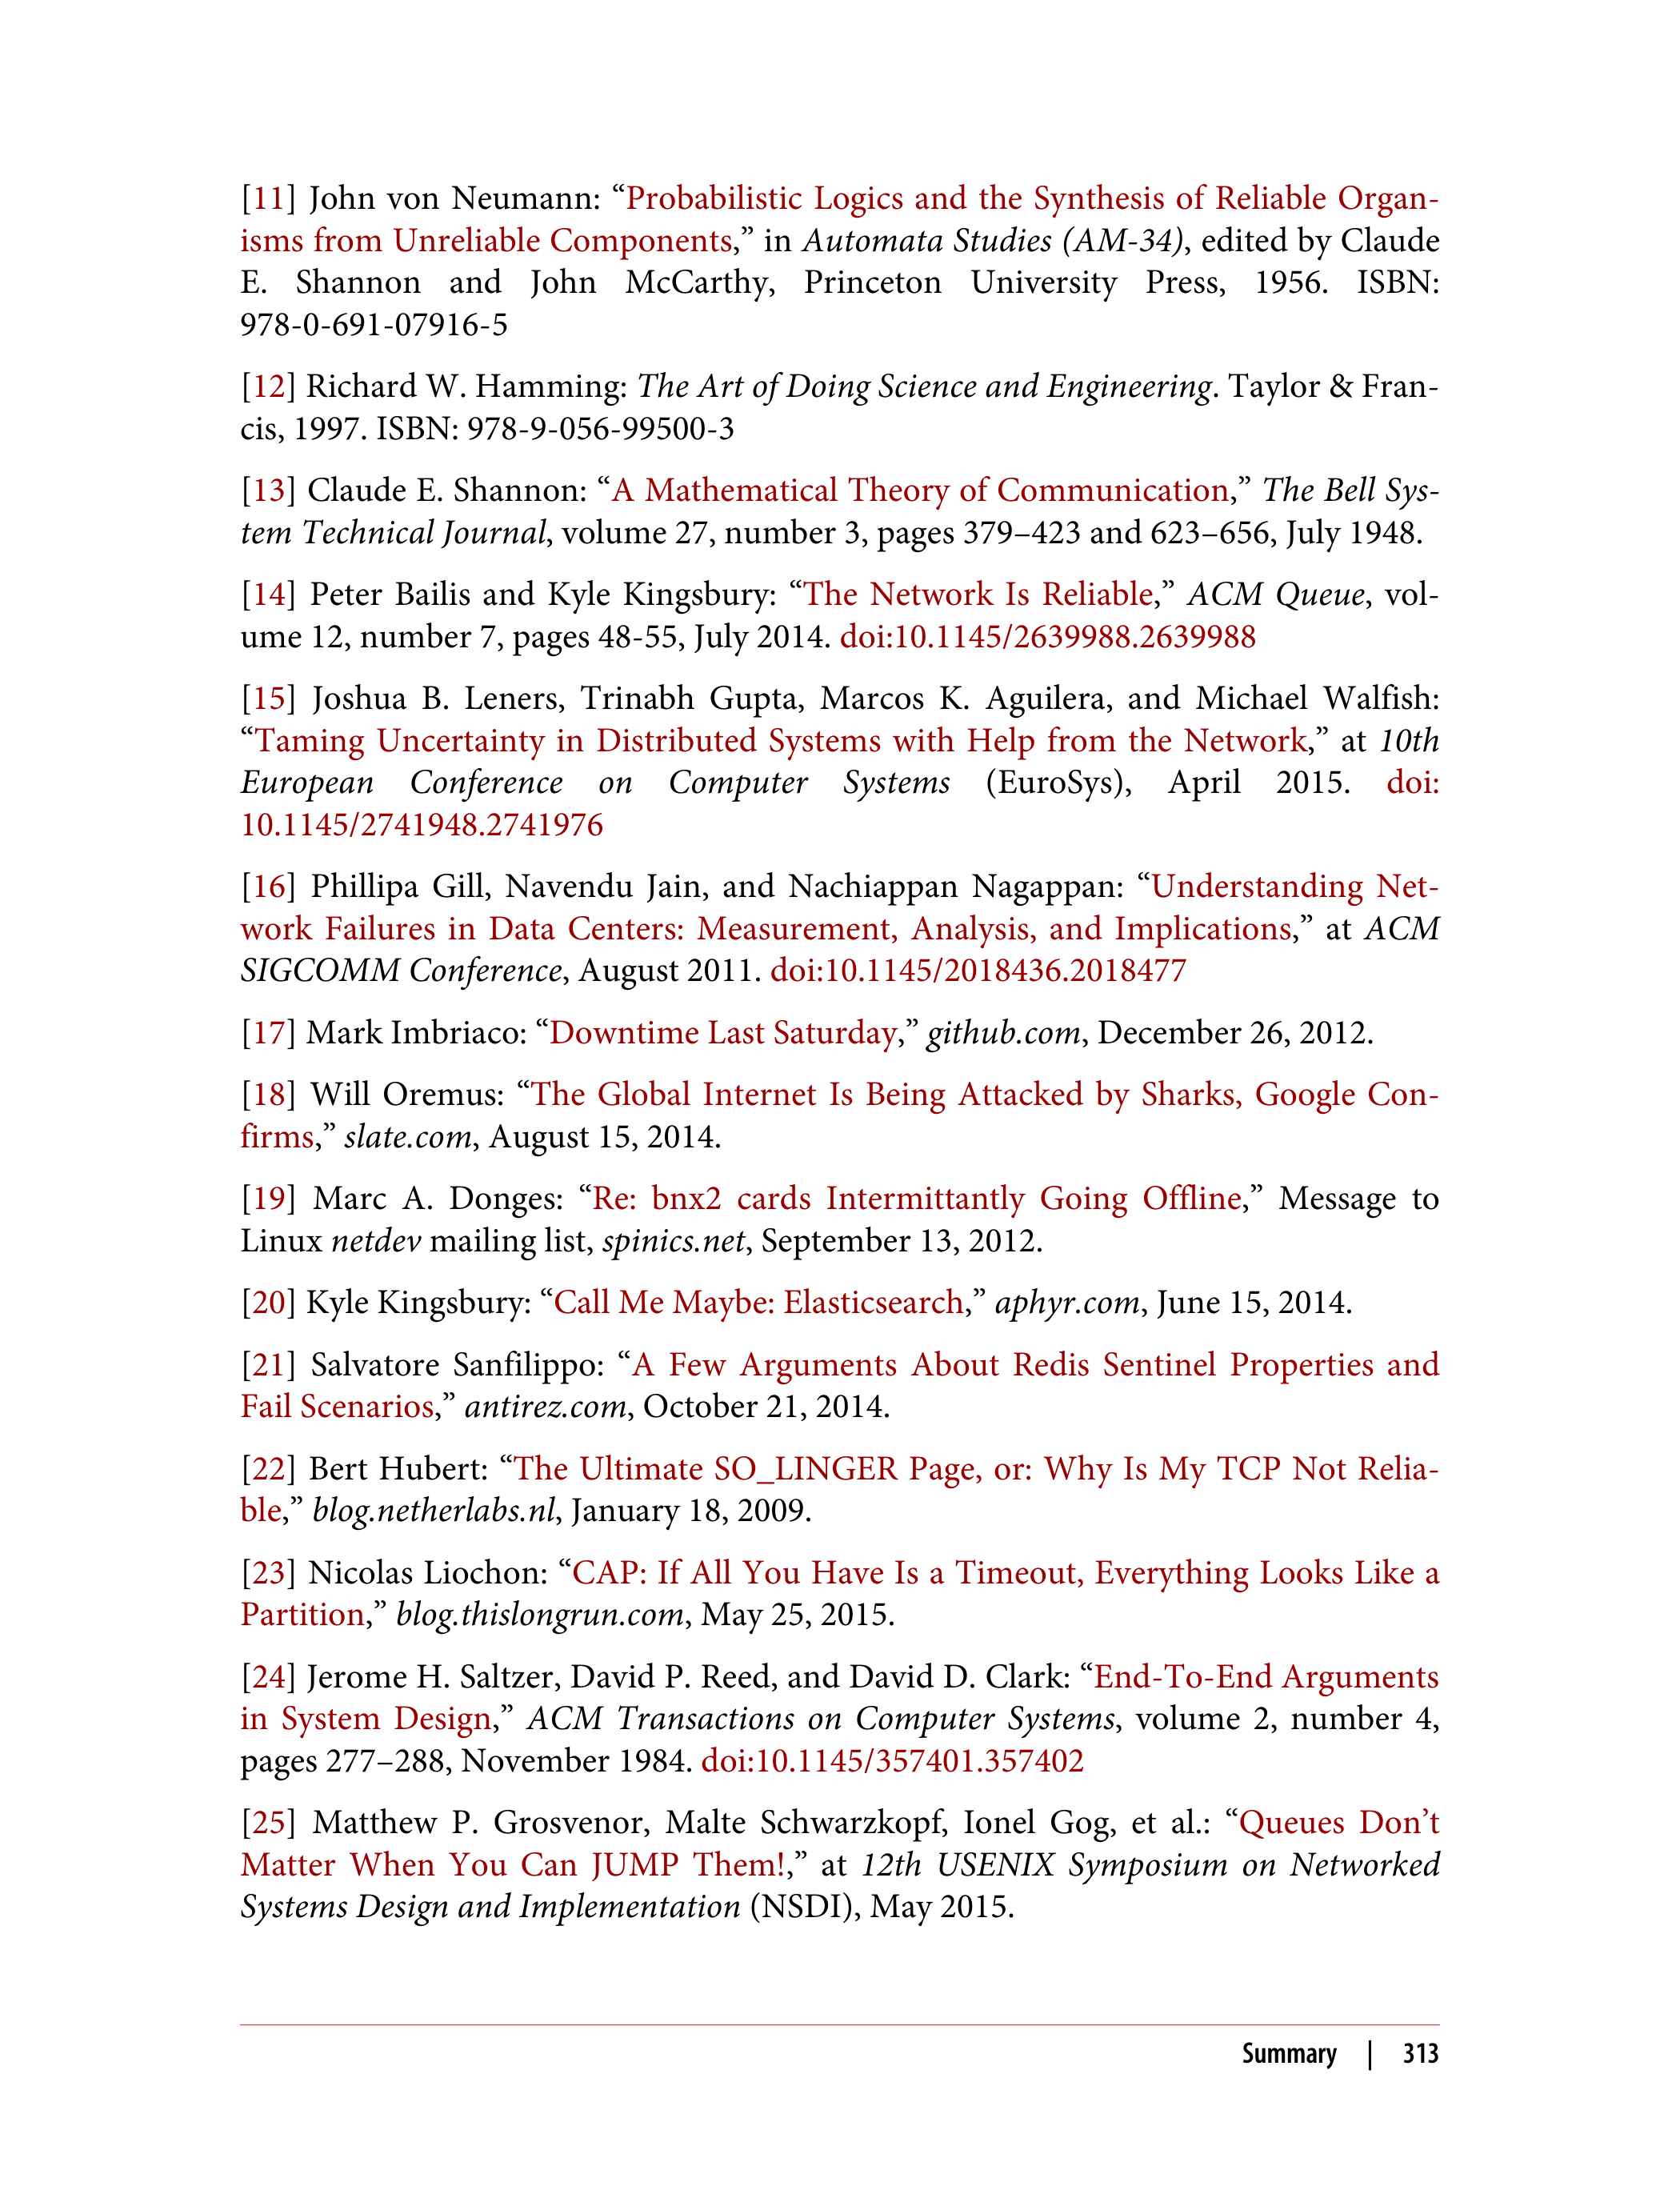 [11] John von Neumann: “Probabilistic Logics and the Synthesis of Reliable Organ-
isms from Unreliable Components,” in Automata Studies (AM-34), edited by Claude
E. Shannon and John McCarthy, Princeton University Press, 1956. ISBN:
978-0-691-07916-5
[12] Richard W. Hamming: The Art of Doing Science and Engineering. Taylor & Fran-
cis, 1997. ISBN: 978-9-056-99500-3
[13] Claude E. Shannon: “A Mathematical Theory of Communication,” The Bell Sys-
tem Technical Journal, volume 27, number 3, pages 379–423 and 623–656, July 1948.
[14] Peter Bailis and Kyle Kingsbury: “The Network Is Reliable,” ACM Queue, vol-
ume 12, number 7, pages 48-55, July 2014. doi:10.1145/2639988.2639988
[15] Joshua B. Leners, Trinabh Gupta, Marcos K. Aguilera, and Michael Walfish:
“Taming Uncertainty in Distributed Systems with Help from the Network,” at 10th
European Conference on Computer Systems (EuroSys), April 2015. doi:
10.1145/2741948.2741976
[16] Phillipa Gill, Navendu Jain, and Nachiappan Nagappan: “Understanding Net-
work Failures in Data Centers: Measurement, Analysis, and Implications,” at ACM
SIGCOMM Conference, August 2011. doi:10.1145/2018436.2018477
[17] Mark Imbriaco: “Downtime Last Saturday,” github.com, December 26, 2012.
[18] Will Oremus: “The Global Internet Is Being Attacked by Sharks, Google Con-
firms,” slate.com, August 15, 2014.
[19] Marc A. Donges: “Re: bnx2 cards Intermittantly Going Offline,” Message to
Linux netdev mailing list, spinics.net, September 13, 2012.
[20] Kyle Kingsbury: “Call Me Maybe: Elasticsearch,” aphyr.com, June 15, 2014.
[21] Salvatore Sanfilippo: “A Few Arguments About Redis Sentinel Properties and
Fail Scenarios,” antirez.com, October 21, 2014.
[22] Bert Hubert: “The Ultimate SO_LINGER Page, or: Why Is My TCP Not Relia-
ble,” blog.netherlabs.nl, January 18, 2009.
[23] Nicolas Liochon: “CAP: If All You Have Is a Timeout, Everything Looks Like a
Partition,” blog.thislongrun.com, May 25, 2015.
[24] Jerome H. Saltzer, David P. Reed, and David D. Clark: “End-To-End Arguments
in System Design,” ACM Transactions on Computer Systems, volume 2, number 4,
pages 277–288, November 1984. doi:10.1145/357401.357402
[25] Matthew P. Grosvenor, Malte Schwarzkopf, Ionel Gog, et al.: “Queues Don’t
Matter When You Can JUMP Them!,” at 12th USENIX Symposium on Networked
Systems Design and Implementation (NSDI), May 2015.
Summary | 313